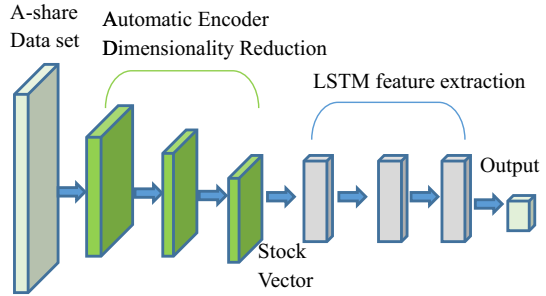 A-share
Data set
Automatic Encoder
Dimensionality Reduction
LSTM feature extraction
Output
Stock
Vector